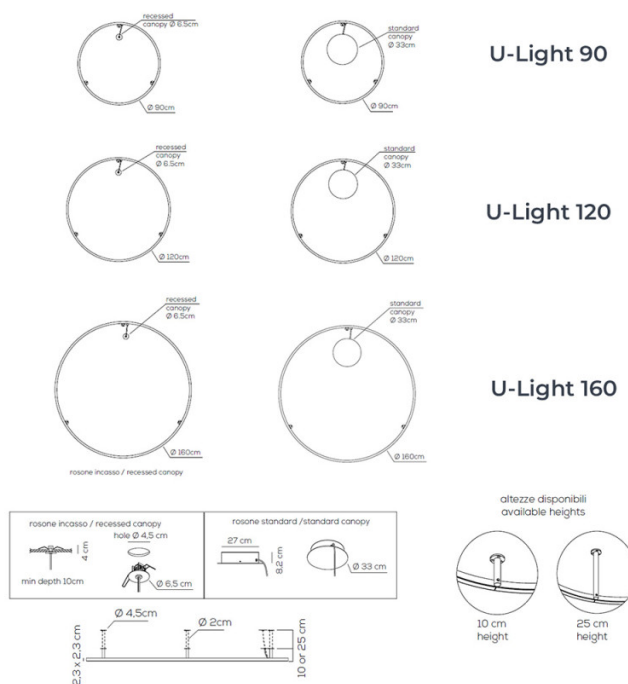 recessed
canopy Ø 6.5cm
Ø 90cm
standard
canopy
Ø 33cm
Ø 90cm
U-Light 90
recessed
canopy
Ø 6.5cm
Ø 120cm
standard
canopy
Ø 33cm
Ø 120cm
U-Light 120
recessed
canopy
Ø 6.5cm
Ø 160cm
standard
canopy
Ø 33cm
Ø 160cm
U-Light 160
rosone incasso / recessed canopy
rosone incasso / recessed canopy
hole Ø 4,5 cm
4 cm
min depth 10cm
Ø 6.5 cm
rosone standard /standard canopy
27 cm
8,2 cm
Ø 33 cm
altezze disponibili
available heights
10 cm
height
25 cm
height
Ø 4,5cm
Ø 2cm
2,3 x 2,3 cm
10 or 25 cm